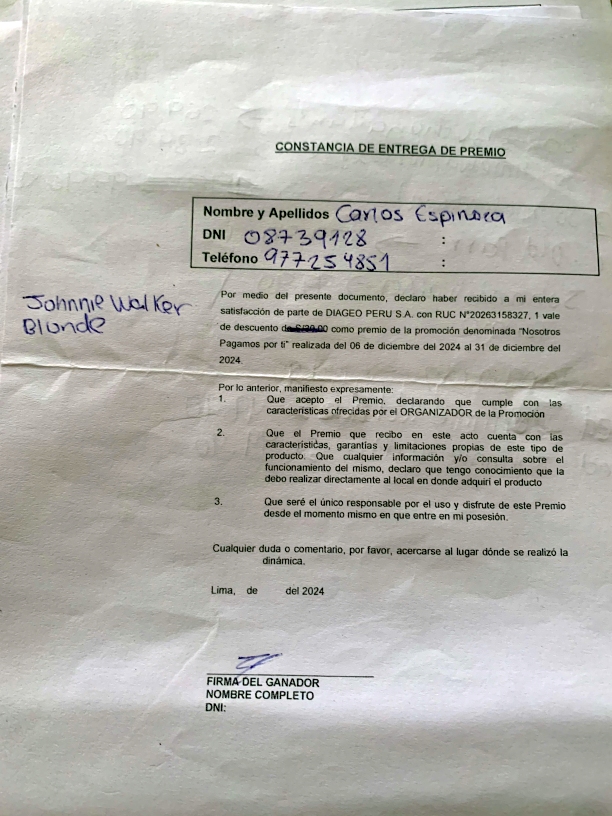 CONSTANCIA DE ENTREGA DE PREMIO
Nombre y Apellidos Carlos Espinoza
DNI 08739128 :
Teléfono 977254851 :
Johnnie Walker
Blonde
Por medio del presente documento, declaro haber recibido a mi entera
satisfacción de parte de DIAGEO PERU S.A. con RUC N°20263158327, 1 vale
de descuento como premio de la promoción denominada "Nosotros
Pagamos por ti" realizada del 06 de diciembre del 2024 al 31 de diciembre del
2024.
Por lo anterior, manifiesto expresamente:
1. Que acepto el Premio, declarando que cumple con las
características ofrecidas por el ORGANIZADOR de la Promoción
2. Que el Premio que recibo en este acto cuenta con las
características, garantías y limitaciones propias de este tipo de
producto. Que cualquier información y/o consulta sobre el
funcionamiento del mismo, declaro que tengo conocimiento que la
debo realizar directamente al local en donde adquirí el producto
3. Que seré el único responsable por el uso y disfrute de este Premio
desde el momento mismo en que entre en mi posesión.
Cualquier duda o comentario, por favor, acercarse al lugar dónde se realizó la
dinámica.
Lima, de del 2024
FIRMA DEL GANADOR
NOMBRE COMPLETO
DNI: